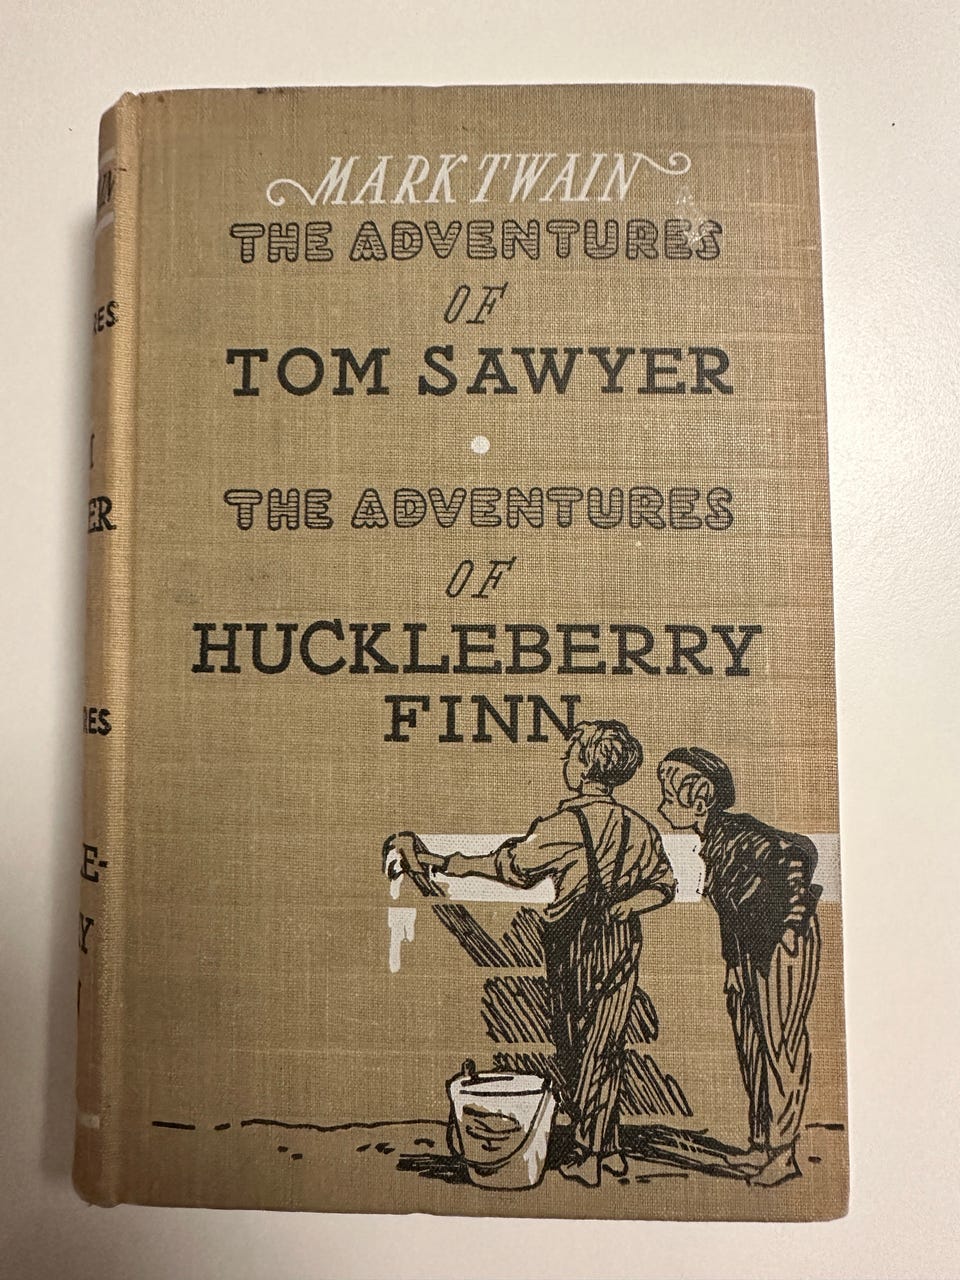 MARK TWAIN
THE ADVENTURES
OF
TOM SAWYER
THE ADVENTURES
OF
HUCKLEBERRY
FINN